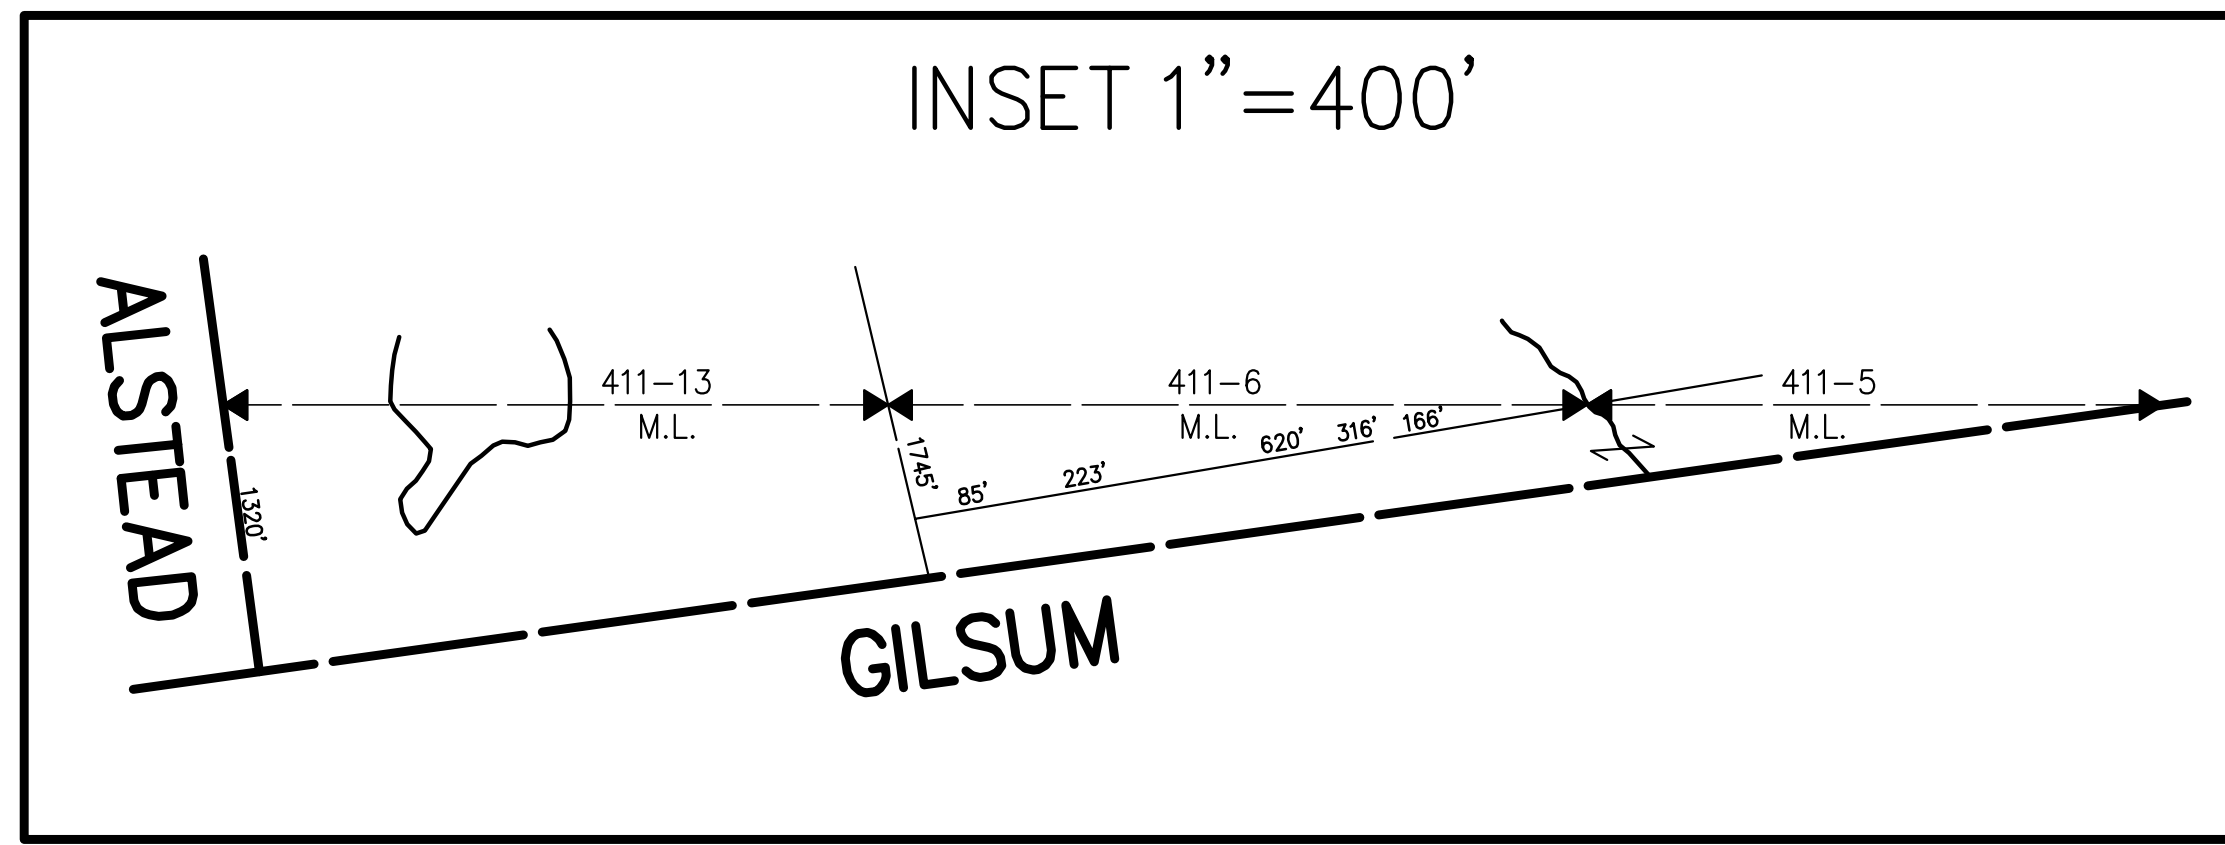 INSET 1”=400’
ALSTEAD
1320’
411-13
M.L.
1745’
411-6
M.L.
85’
223’
620’
316’
166’
411-5
M.L.
GILSUM